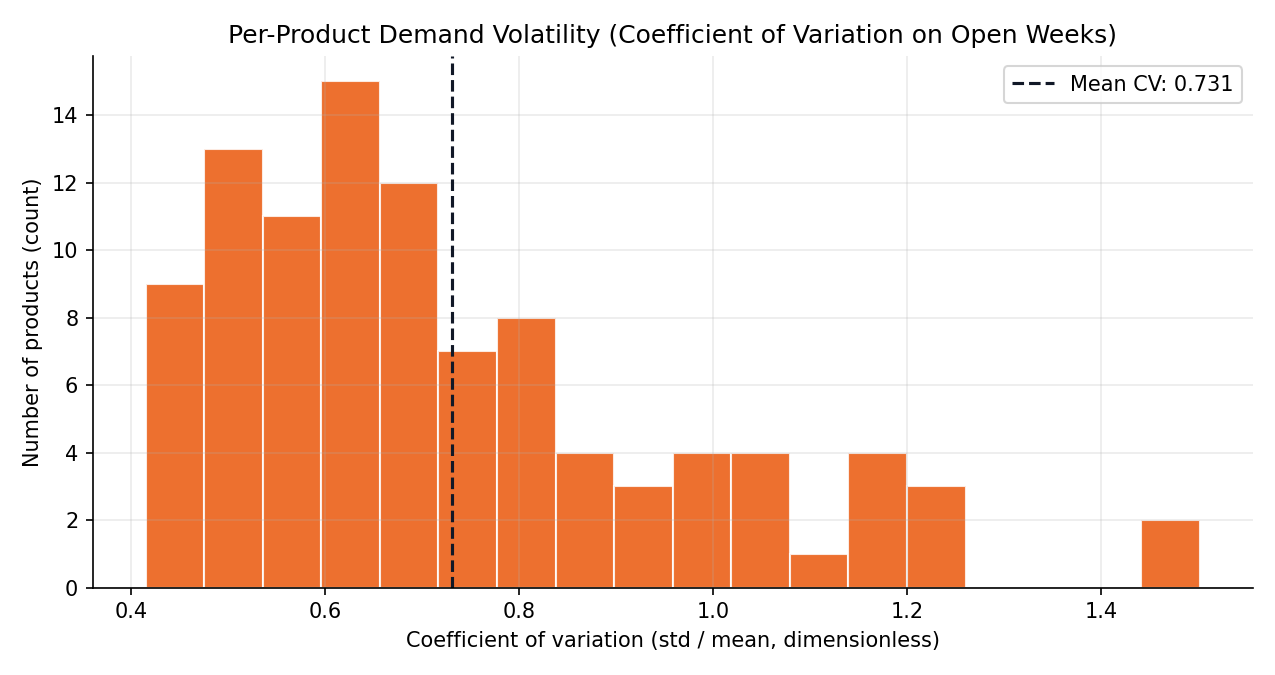 Per-Product Demand Volatility (Coefficient of Variation on Open Weeks)
Mean CV: 0.731
Number of products (count)
14
12
10
8
6
4
2
0
0.4 0.6 0.8 1.0 1.2 1.4
Coefficient of variation (std / mean, dimensionless)